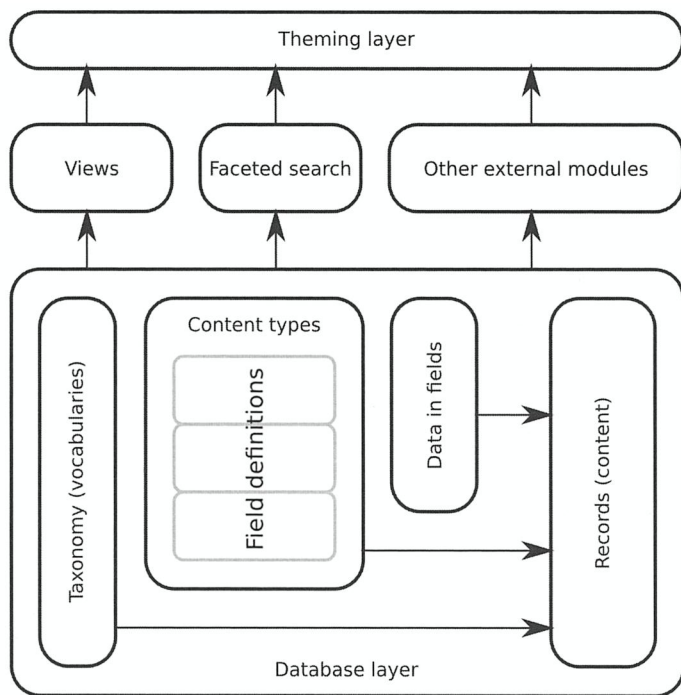 Theming layer
Views
Faceted search
Other external modules
Content types
Taxonomy (vocabularies)
Field definitions
Data in fields
Records (content)
Database layer